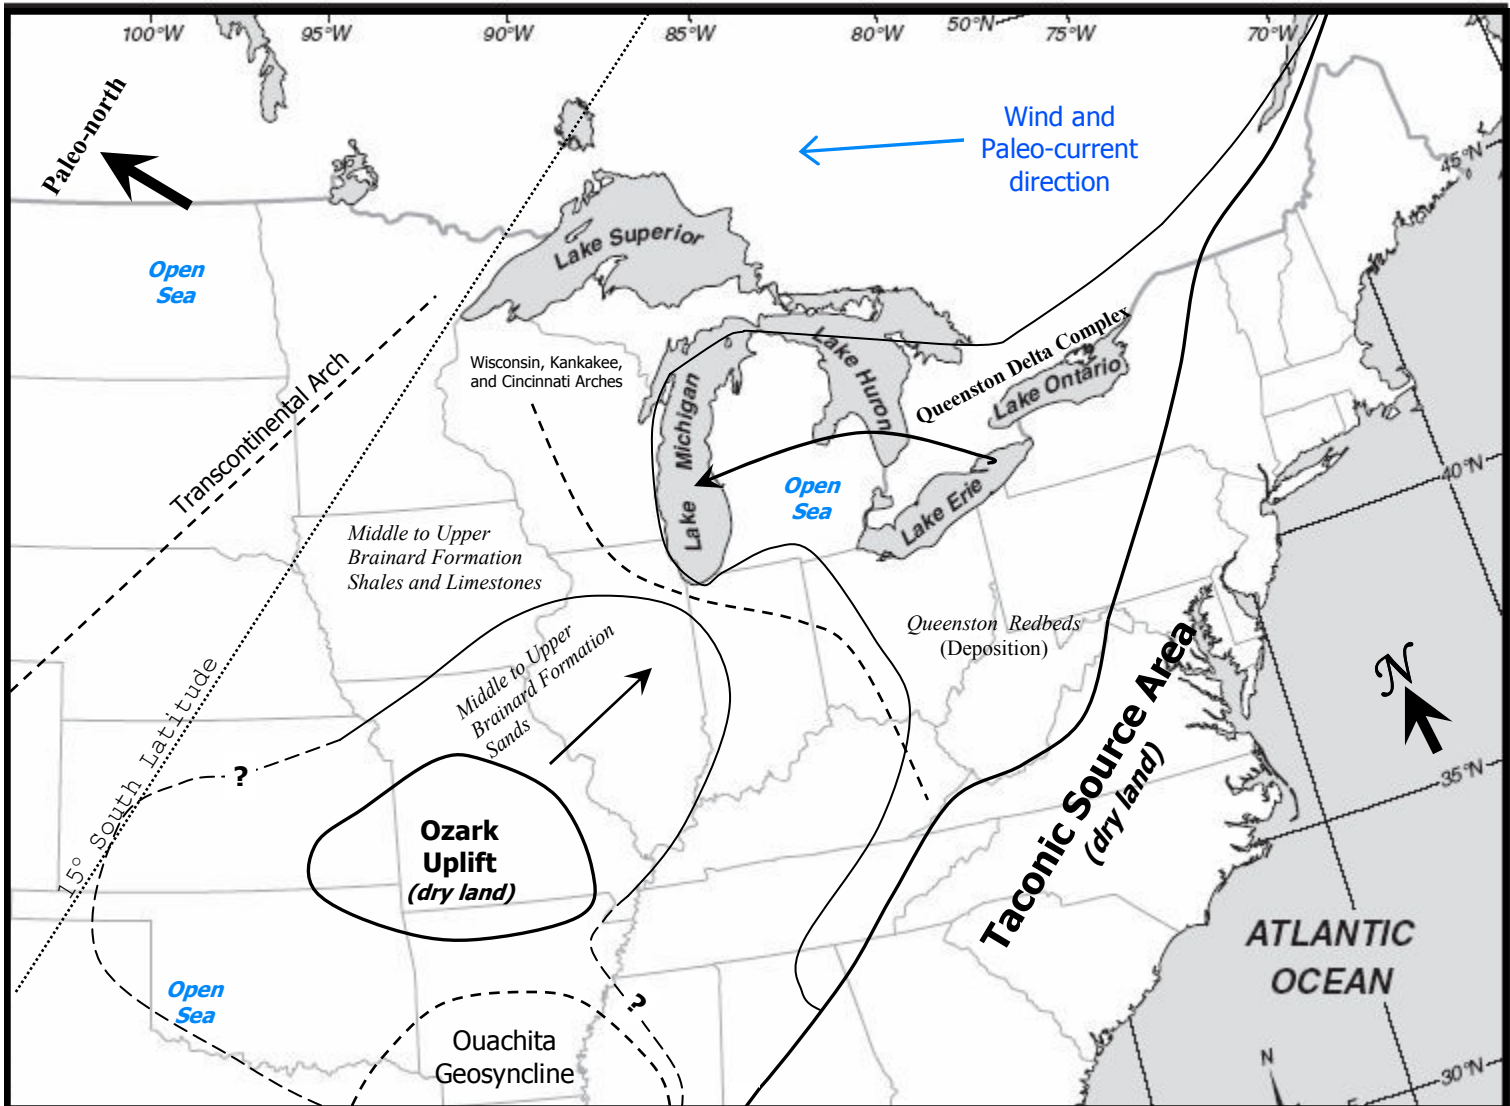 100°W
95°W
90°W
85°W
80°W
50°N
75°W
70°W
Paleo-north
Wind and
Paleo-current
direction
45°N
Open
Sea
Lake Superior
Transcontinental Arch
Wisconsin, Kankakee,
and Cincinnati Arches
Lake Michigan
Lake Huron
Queenston Delta Complex
Lake Ontario
Lake Erie
Open
Sea
40°N
Middle to Upper
Brainard Formation
Shales and Limestones
Middle to Upper
Brainard Formation
Sands
Queenston Redbeds
(Deposition)
Taconic Source Area
(dry land)
N
35°N
15° South Latitude
?
Ozark
Uplift
(dry land)
ATLANTIC
OCEAN
Open
Sea
?
Ouachita
Geosyncline
N
E
30°N